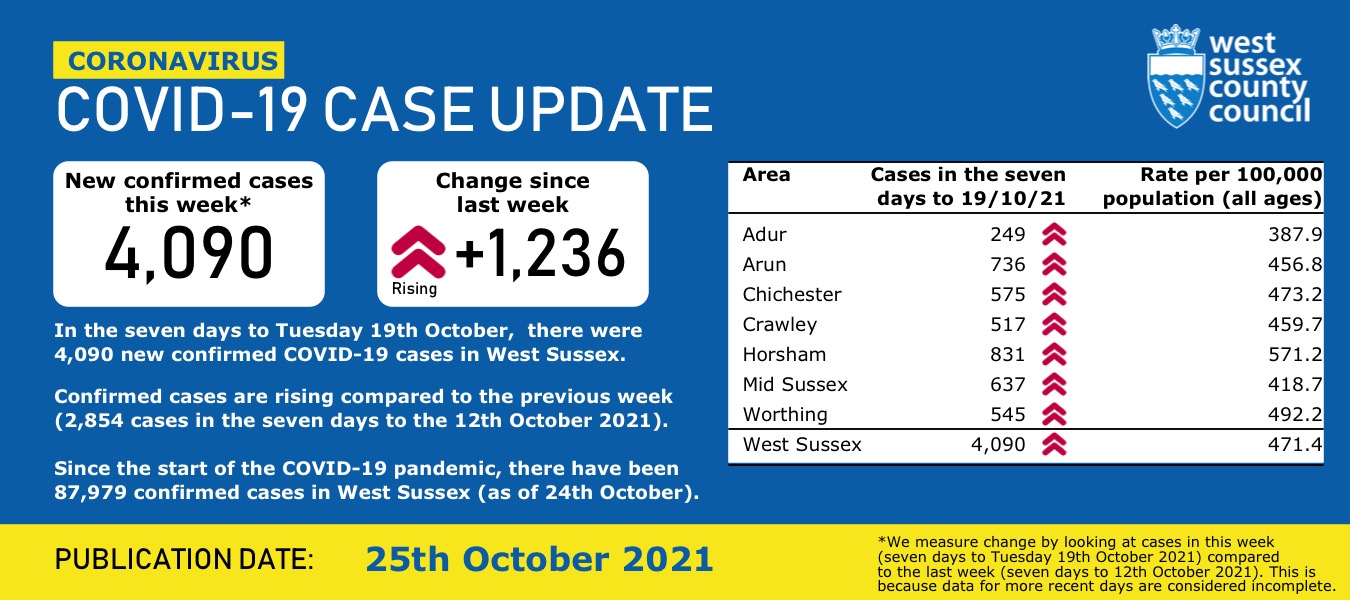 CORONAVIRUS
COVID-19 CASE UPDATE
west
sussex
county
council
New confirmed cases
this week*
4,090
Change since
last week
+1,236
Rising
In the seven days to Tuesday 19th October,  there were
4,090 new confirmed COVID-19 cases in West Sussex.
Confirmed cases are rising compared to the previous week
(2,854 cases in the seven days to the 12th October 2021).
Since the start of the COVID-19 pandemic, there have been
87,979 confirmed cases in West Sussex (as of 24th October).
Area Cases in the seven Rate per 100,000
days to 19/10/21 population (all ages)
Adur 249 387.9
Arun 736 456.8
Chichester 575 473.2
Crawley 517 459.7
Horsham 831 571.2
Mid Sussex 637 418.7
Worthing 545 492.2
West Sussex 4,090 471.4
PUBLICATION DATE: 25th October 2021
*We measure change by looking at cases in this week
(seven days to Tuesday 19th October 2021) compared
to the last week (seven days to 12th October 2021). This is
because data for more recent days are considered incomplete.